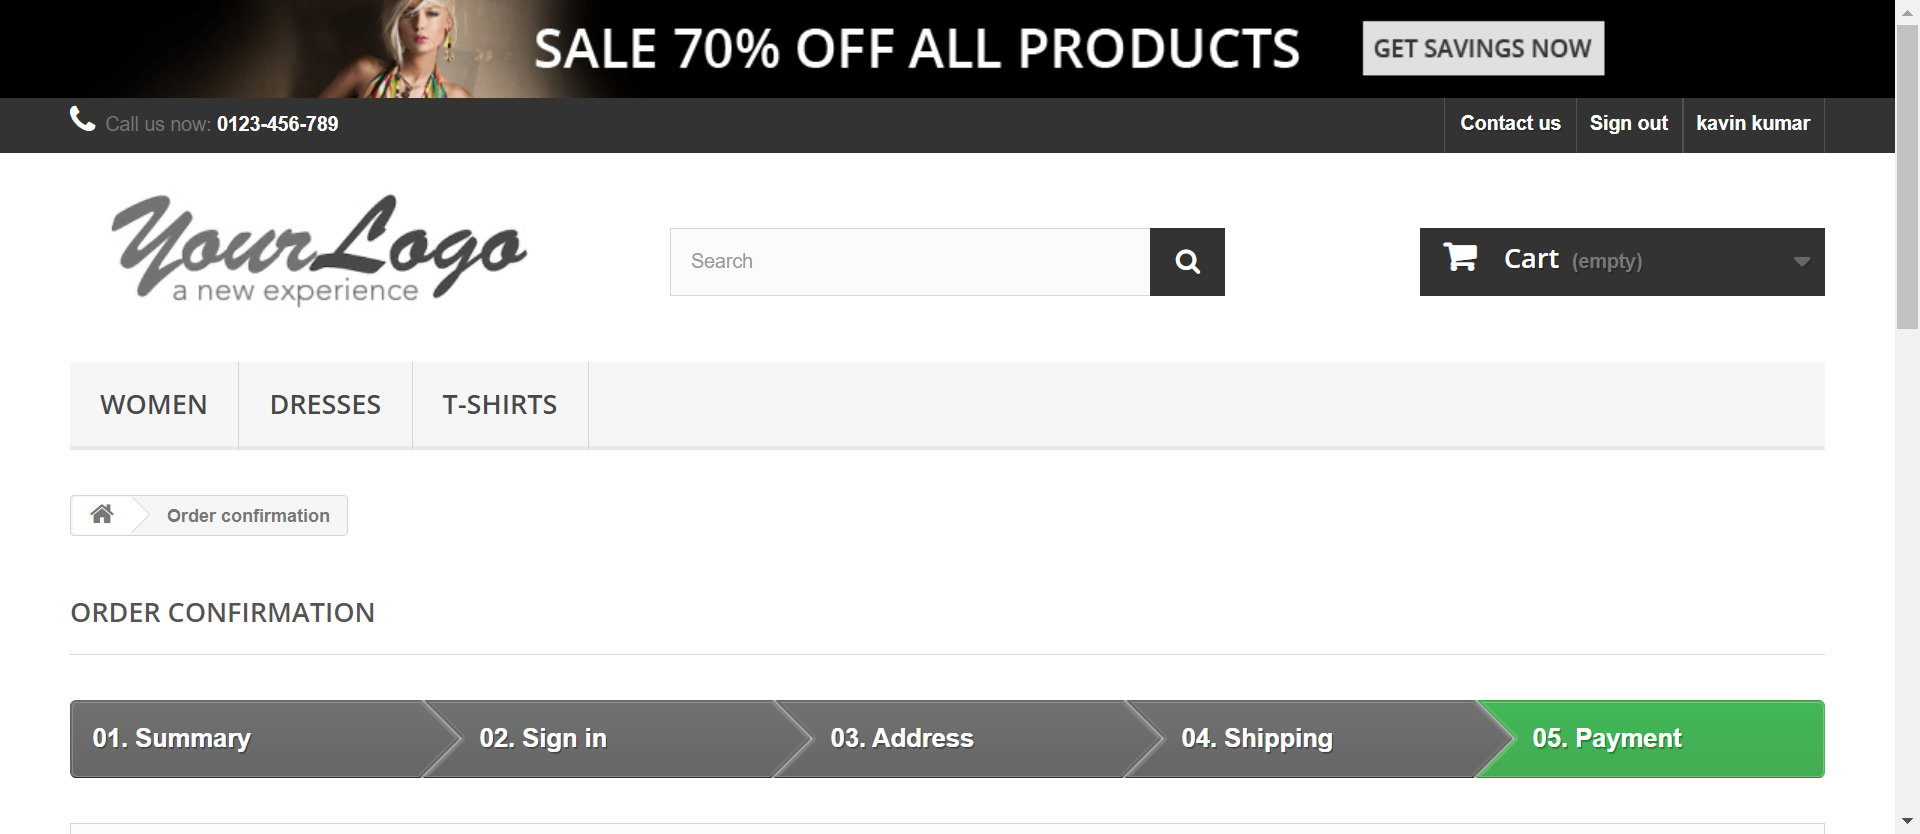 SALE 70% OFF ALL PRODUCTS GET SAVINGS NOW
Call us now: 0123-456-789 Contact us Sign out kavin kumar
YourLogo
a new experience
Search
Cart (empty)
WOMEN DRESSES T-SHIRTS
Order confirmation
ORDER CONFIRMATION
01. Summary 02. Sign in 03. Address 04. Shipping 05. Payment